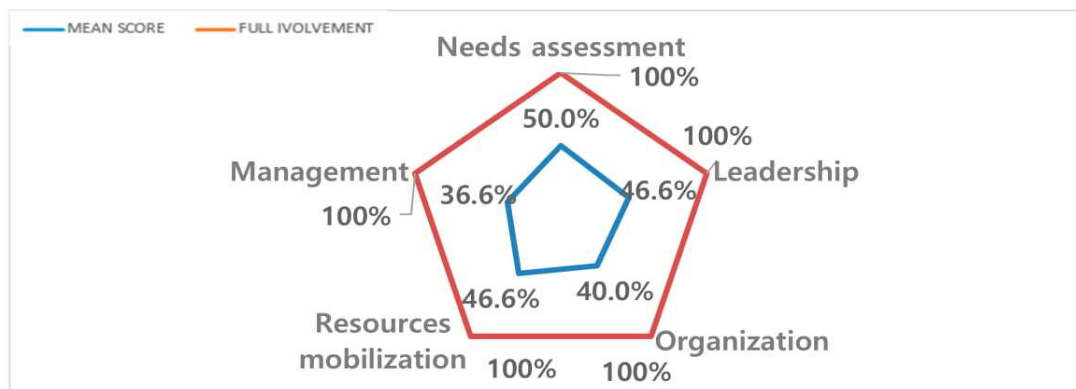 MEAN SCORE
FULL IVOLVEMENT
Needs assessment
100%
50.0%
100%
Management
36.6%
46.6%
Leadership
100%
46.6%
40.0%
Resources
mobilization
Organization
100%
100%